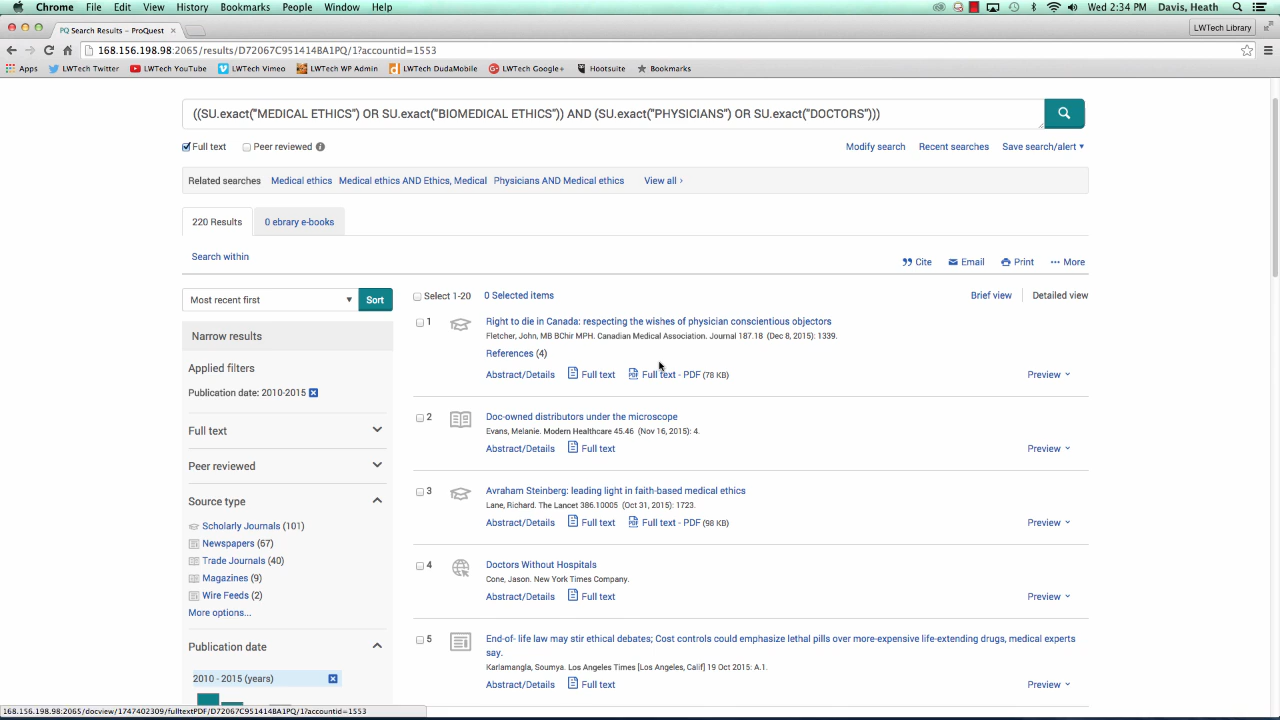 Chrome File Edit View History Bookmarks People Window Help Wed 2:34 PM Davis, Heath
PQ Search Results – ProQuest LWTech Library
168.156.198.98:2065/results/D72067C951414BA1PQ/1?accountid=1553
Apps LWTech Twitter LWTech YouTube LWTech Vimeo LWTech WP Admin LWTech DudaMobile LWTech Google+ Hootsuite Bookmarks
((SU.exact("MEDICAL ETHICS") OR SU.exact("BIOMEDICAL ETHICS")) AND (SU.exact("PHYSICIANS") OR SU.exact("DOCTORS")))
Full text Peer reviewed Modify search Recent searches Save search/alert
Related searches Medical ethics Medical ethics AND Ethics, Medical Physicians AND Medical ethics View all ›
220 Results 0 ebrary e-books
Search within
Cite Email Print More
Most recent first Sort
Select 1-20 0 Selected items Brief view Detailed view
Narrow results
Applied filters
Publication date: 2010-2015
Full text
Peer reviewed
Source type
Scholarly Journals (101)
Newspapers (67)
Trade Journals (40)
Magazines (9)
Wire Feeds (2)
More options...
Publication date
2010 - 2015 (years)
1 Right to die in Canada: respecting the wishes of physician conscientious objectors
Fletcher, John, MB BChir MPH. Canadian Medical Association. Journal 187.18 (Dec 8, 2015): 1339.
References (4)
Abstract/Details Full text Full text - PDF (78 KB) Preview
2 Doc-owned distributors under the microscope
Evans, Melanie. Modern Healthcare 45.46 (Nov 16, 2015): 4.
Abstract/Details Full text Preview
3 Avraham Steinberg: leading light in faith-based medical ethics
Lane, Richard. The Lancet 386.10005 (Oct 31, 2015): 1723.
Abstract/Details Full text Full text - PDF (98 KB) Preview
4 Doctors Without Hospitals
Cone, Jason. New York Times Company.
Abstract/Details Full text Preview
5 End-of- life law may stir ethical debates; Cost controls could emphasize lethal pills over more-expensive life-extending drugs, medical experts
say.
Karlamangla, Soumya. Los Angeles Times [Los Angeles, Calif] 19 Oct 2015: A.1.
Abstract/Details Full text Preview
168.156.198.98:2065/docview/1747402309/fulltextPDF/D72067C951414BA1PQ/1?accountid=1553